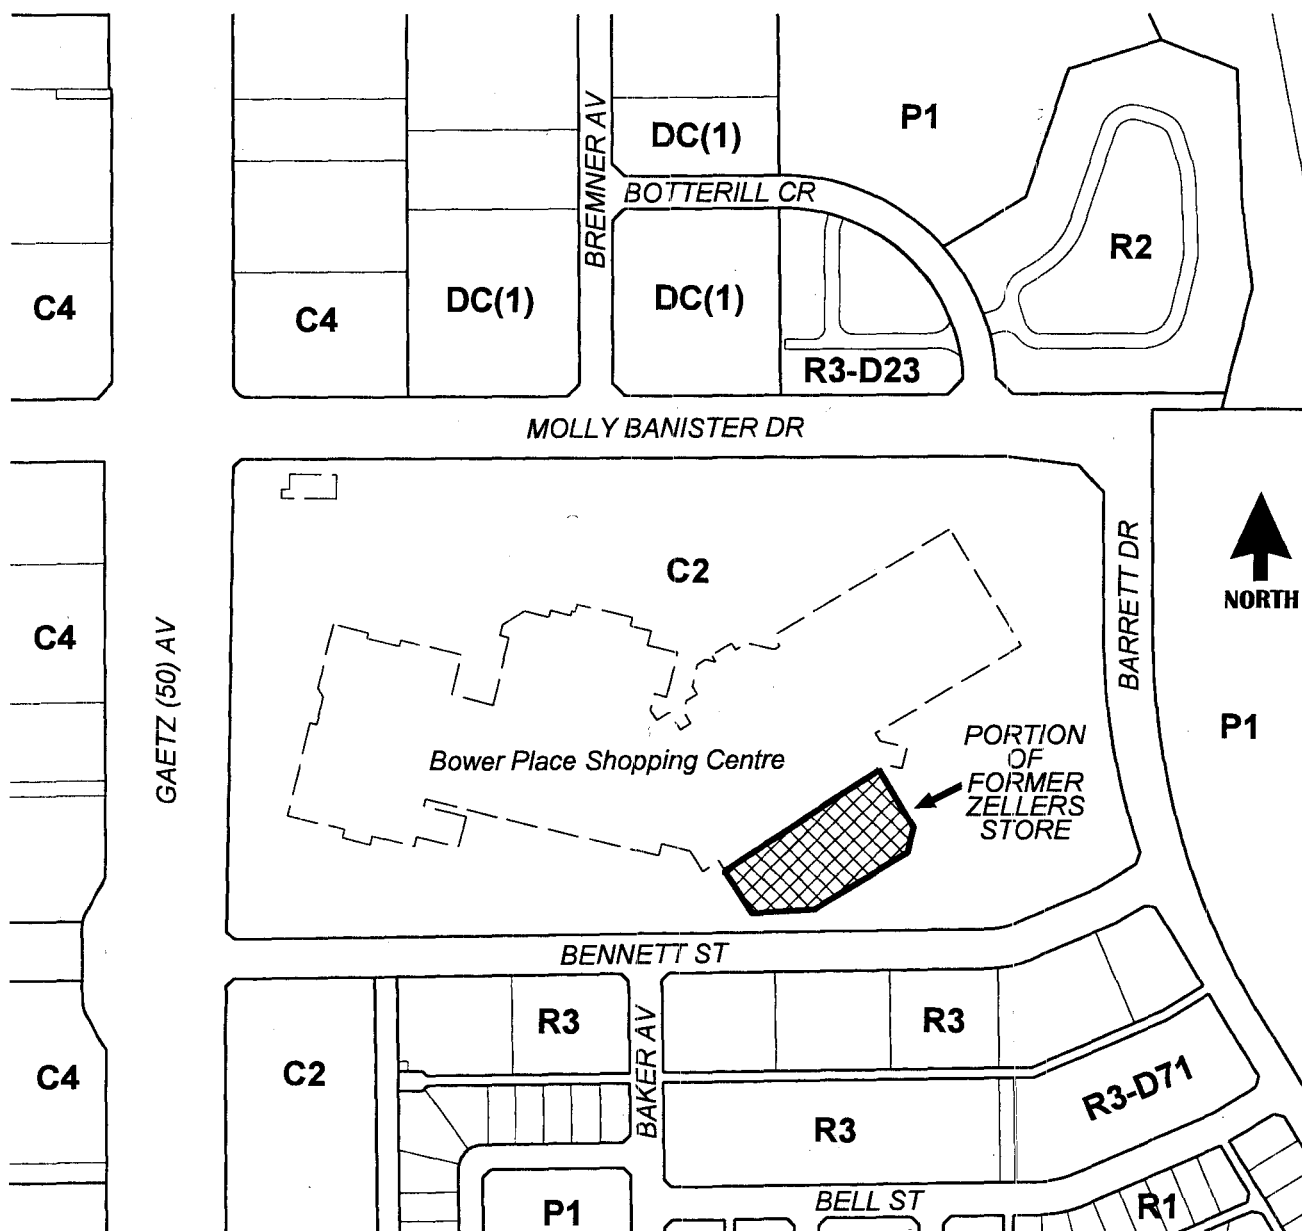 P1
DC(1)
BREMNER AV
BOTTERILL CR
R2
C4
C4
DC(1)
DC(1)
R3-D23
MOLLY BANISTER DR
C2
BARRETT DR
NORTH
C4
GAETZ (50) AV
P1
Bower Place Shopping Centre
PORTION
OF
FORMER
ZELLERS
STORE
BENNETT ST
R3
BAKER AV
R3
C4
C2
R3-D71
R3
BELL ST
P1
R1